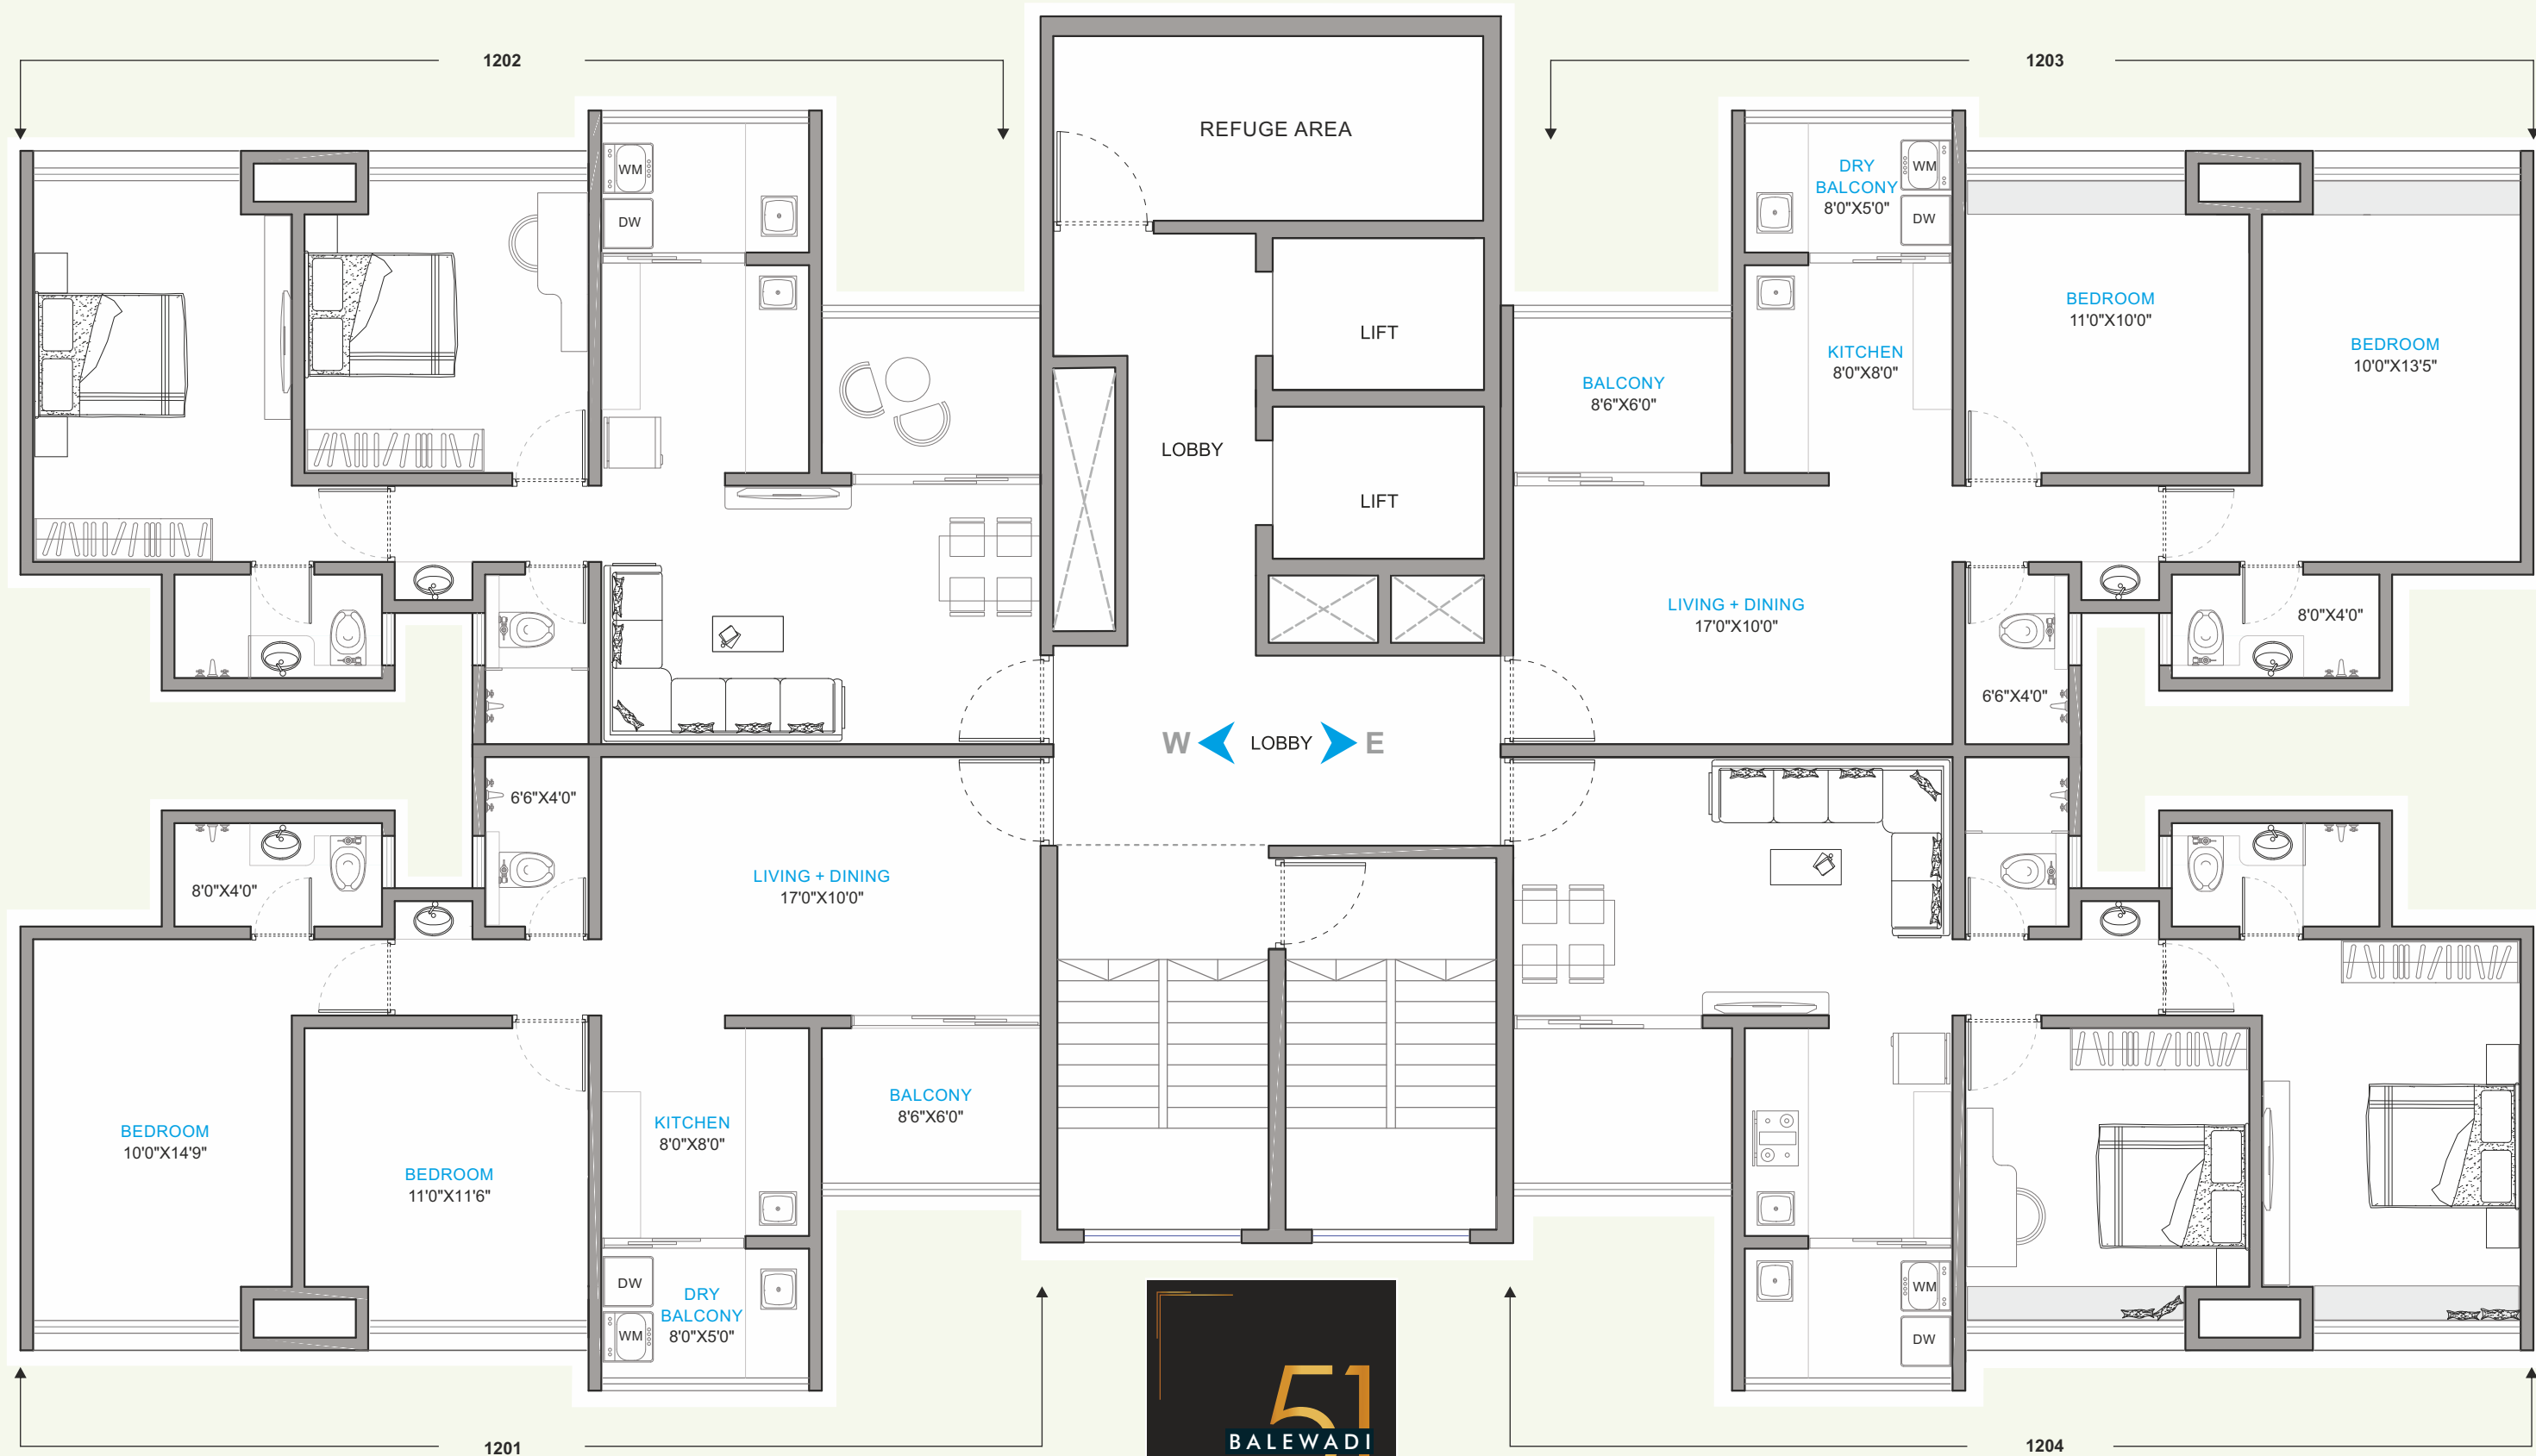 1202
1203
REFUGE AREA
WM
DW
DRY
BALCONY
8'0"X5'0"
WM
DW
BEDROOM
11'0"X10'0"
BEDROOM
10'0"X13'5"
LIFT
KITCHEN
8'0"X8'0"
BALCONY
8'6"X6'0"
LOBBY
LIFT
LIVING + DINING
17'0"X10'0"
8'0"X4'0"
6'6"X4'0"
W
LOBBY
E
6'6"X4'0"
8'0"X4'0"
LIVING + DINING
17'0"X10'0"
BEDROOM
10'0"X14'9"
BEDROOM
11'0"X11'6"
KITCHEN
8'0"X8'0"
BALCONY
8'6"X6'0"
DW
DRY
BALCONY
8'0"X5'0"
WM
WM
DW
51
BALEWADI
1201
1204